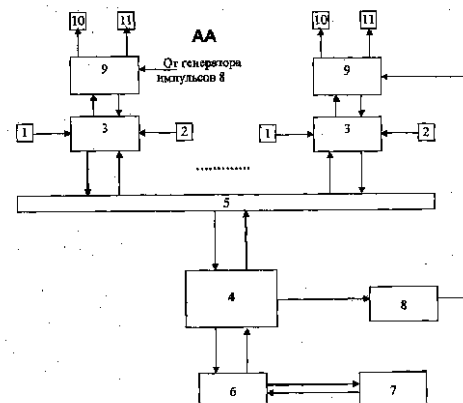 10 11 AA 10 11
9 От генератора импульсов 8 9
1 3 2 1 3 2
..............
5
4 8
6 7